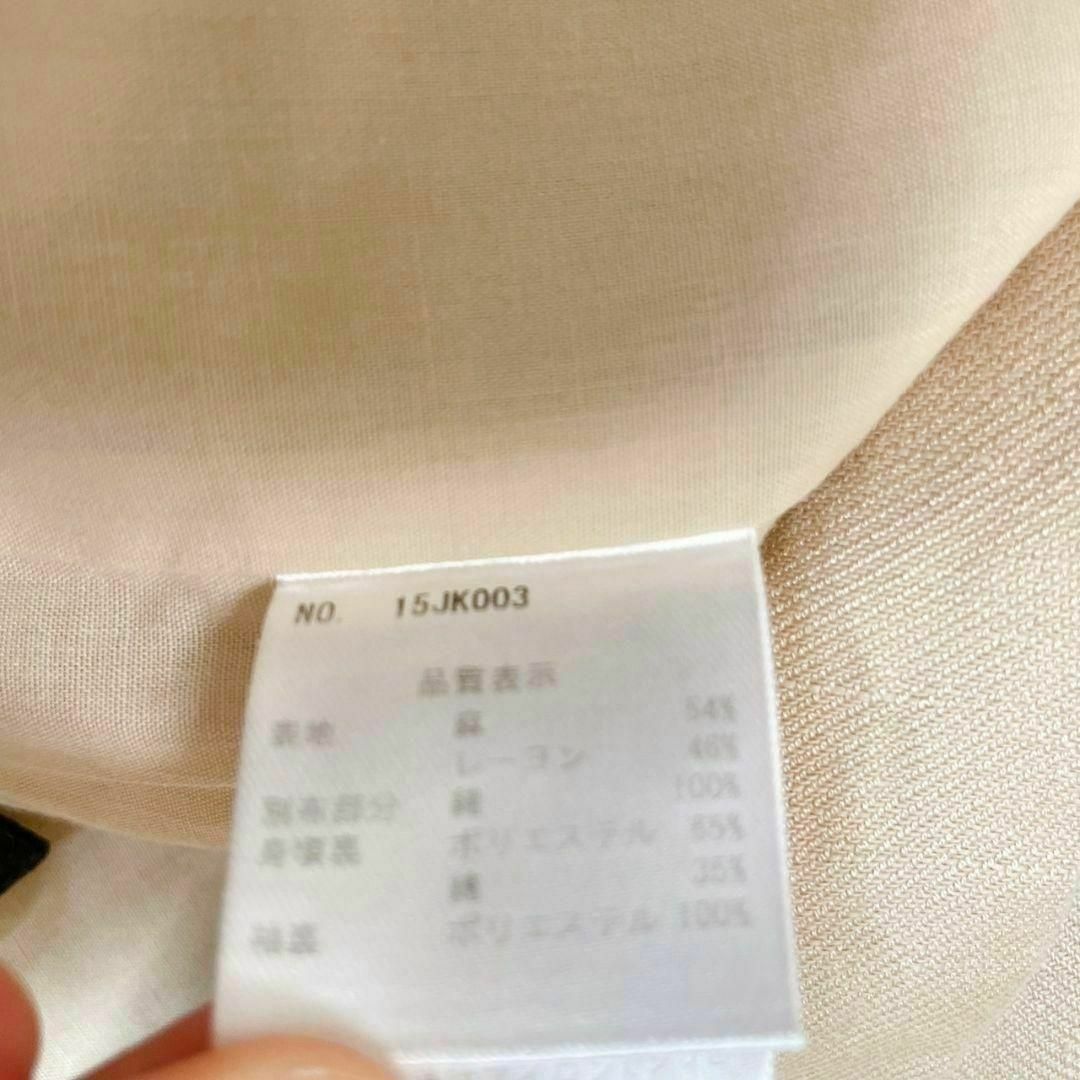 NO. 15JK003
品質表示
表地 麻 54%
レーヨン 46%
別布部分 綿 100%
身頃裏 ポリエステル 65%
綿 35%
袖裏 ポリエステル 100%